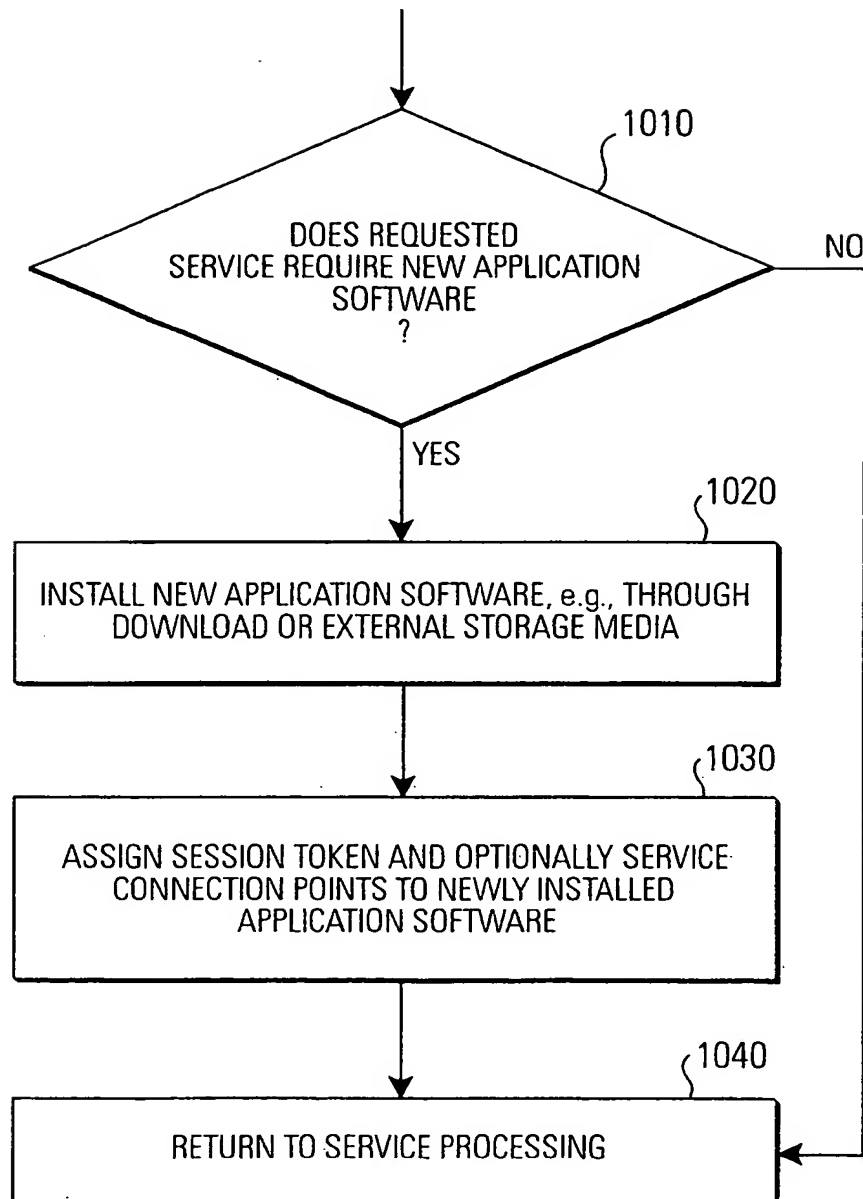 1010
DOES REQUESTED
SERVICE REQUIRE NEW APPLICATION
SOFTWARE
?
NO
YES
1020
INSTALL NEW APPLICATION SOFTWARE, e.g., THROUGH
DOWNLOAD OR EXTERNAL STORAGE MEDIA
1030
ASSIGN SESSION TOKEN AND OPTIONALLY SERVICE
CONNECTION POINTS TO NEWLY INSTALLED
APPLICATION SOFTWARE
1040
RETURN TO SERVICE PROCESSING